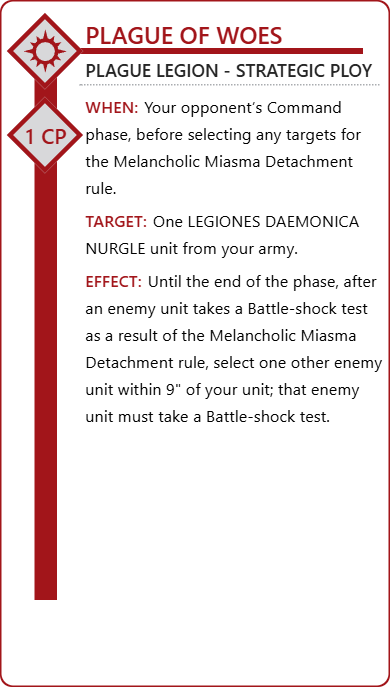 PLAGUE OF WOES
PLAGUE LEGION - STRATEGIC PLOY
1 CP
WHEN: Your opponent's Command
phase, before selecting any targets for
the Melancholic Miasma Detachment
rule.
TARGET: One LEGIONES DAEMONICA
NURGLE unit from your army.
EFFECT: Until the end of the phase, after
an enemy unit takes a Battle-shock test
as a result of the Melancholic Miasma
Detachment rule, select one other enemy
unit within 9" of your unit; that enemy
unit must take a Battle-shock test.